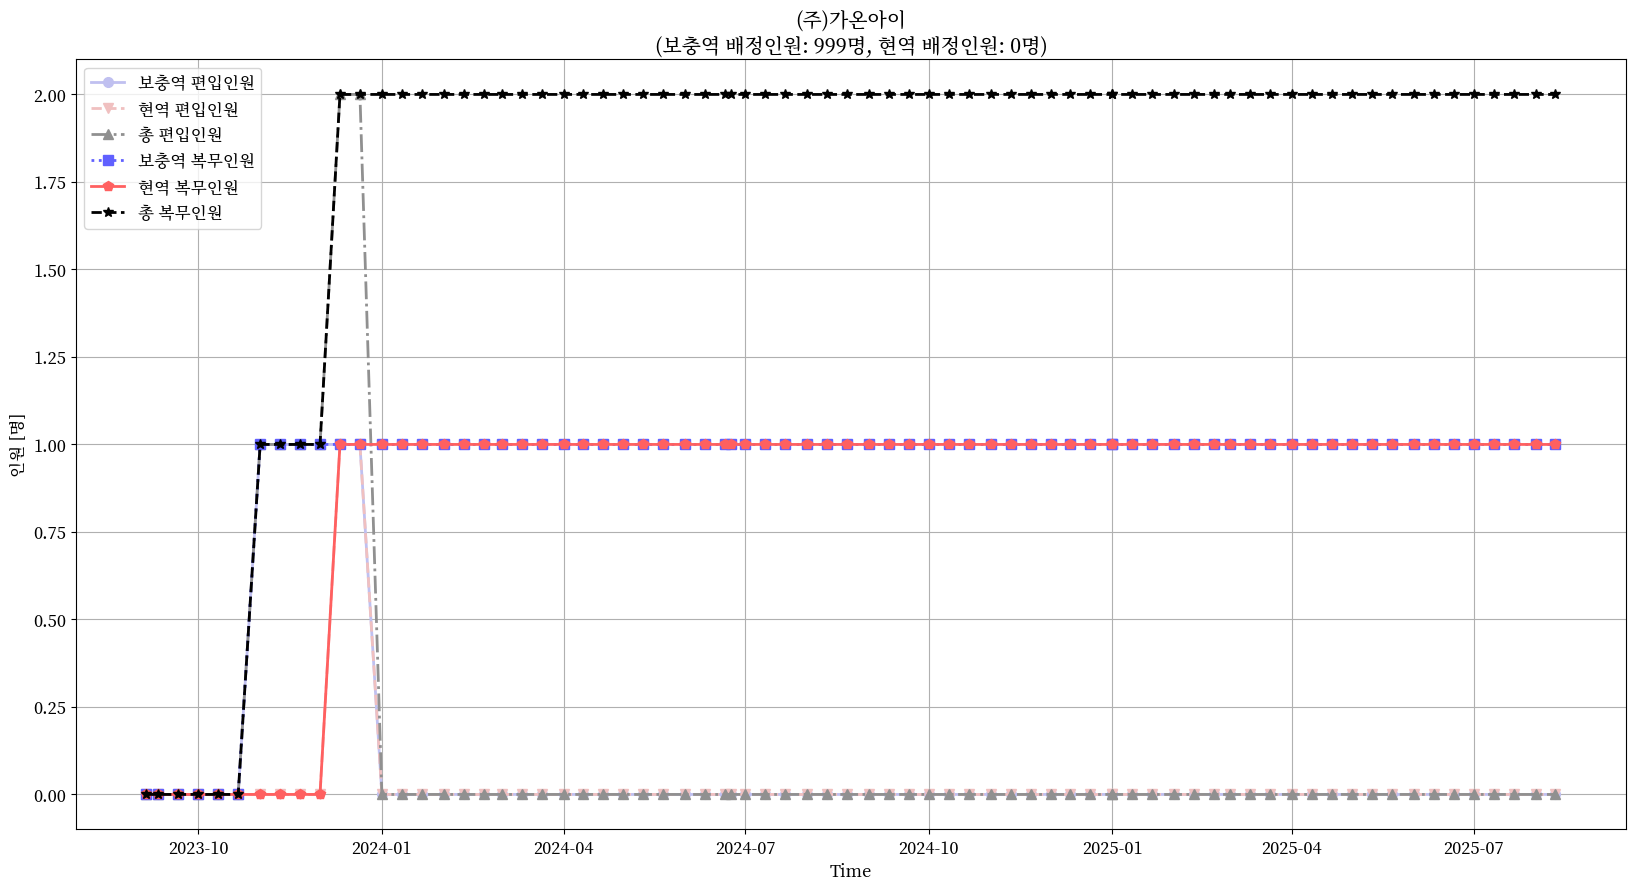 (주)가온아이
(보충역 배정인원: 999명, 현역 배정인원: 0명)
보충역 편입인원
현역 편입인원
총 편입인원
보충역 복무인원
현역 복무인원
총 복무인원
인원 [명]
2.00
1.75
1.50
1.25
1.00
0.75
0.50
0.25
0.00
2023-10
2024-01
2024-04
2024-07
2024-10
2025-01
2025-04
2025-07
Time